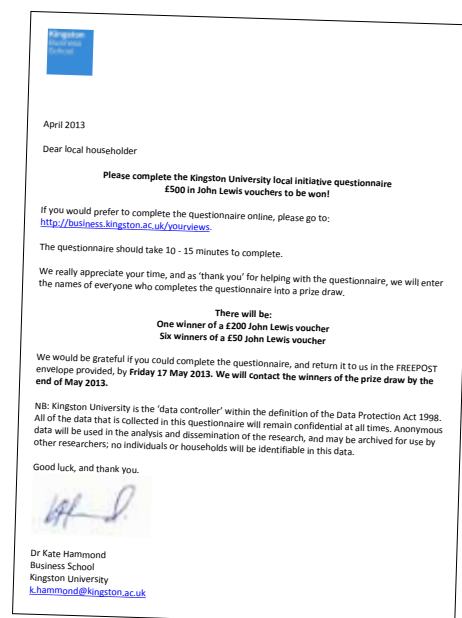 Kingston
Business
School
April 2013
Dear local householder
Please complete the Kingston University local initiative questionnaire
£500 in John Lewis vouchers to be won!
If you would prefer to complete the questionnaire online, please go to:
http://business.kingston.ac.uk/yourviews.
The questionnaire should take 10 - 15 minutes to complete.
We really appreciate your time, and as ‘thank you’ for helping with the questionnaire, we will enter
the names of everyone who completes the questionnaire into a prize draw.
There will be:
One winner of a £200 John Lewis voucher
Six winners of a £50 John Lewis voucher
We would be grateful if you could complete the questionnaire, and return it to us in the FREEPOST
envelope provided, by Friday 17 May 2013. We will contact the winners of the prize draw by the
end of May 2013.
NB: Kingston University is the ‘data controller’ within the definition of the Data Protection Act 1998.
All of the data that is collected in this questionnaire will remain confidential at all times. Anonymous
data will be used in the analysis and dissemination of the research, and may be archived for use by
other researchers; no individuals or households will be identifiable in this data.
Good luck, and thank you.
Dr Kate Hammond
Business School
Kingston University
k.hammond@kingston.ac.uk